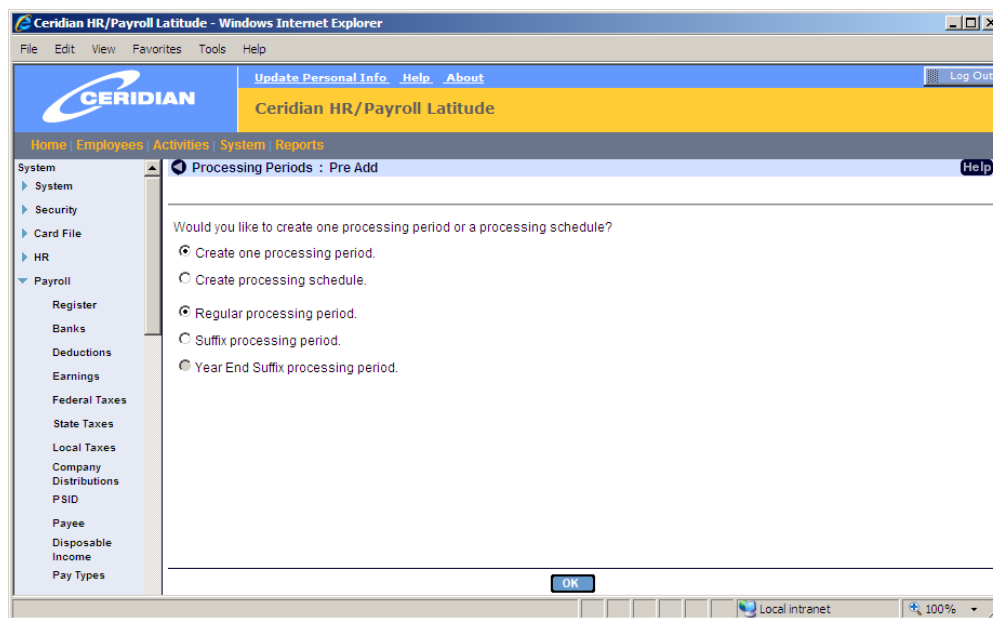 Ceridian HR/Payroll Latitude - Windows Internet Explorer
File Edit View Favorites Tools Help
CERIDIAN
Update Personal Info Help About
Log Out
Ceridian HR/Payroll Latitude
Home | Employees | Activities | System | Reports
System
System
Security
Card File
HR
Payroll
Register
Banks
Deductions
Earnings
Federal Taxes
State Taxes
Local Taxes
Company
Distributions
PSID
Payee
Disposable
Income
Pay Types
Processing Periods : Pre Add
Help
Would you like to create one processing period or a processing schedule?
Create one processing period.
Create processing schedule.
Regular processing period.
Suffix processing period.
Year End Suffix processing period.
OK
Local intranet
100%